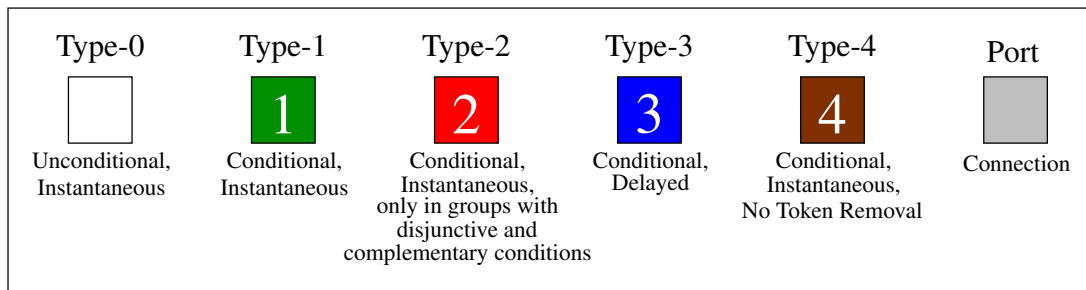 Type-0
Type-1
Type-2
Type-3
Type-4
Port
1
2
3
4
Unconditional,
Instantaneous
Conditional,
Instantaneous
Conditional,
Instantaneous,
only in groups with
disjunctive and
complementary conditions
Conditional,
Delayed
Conditional,
Instantaneous,
No Token Removal
Connection